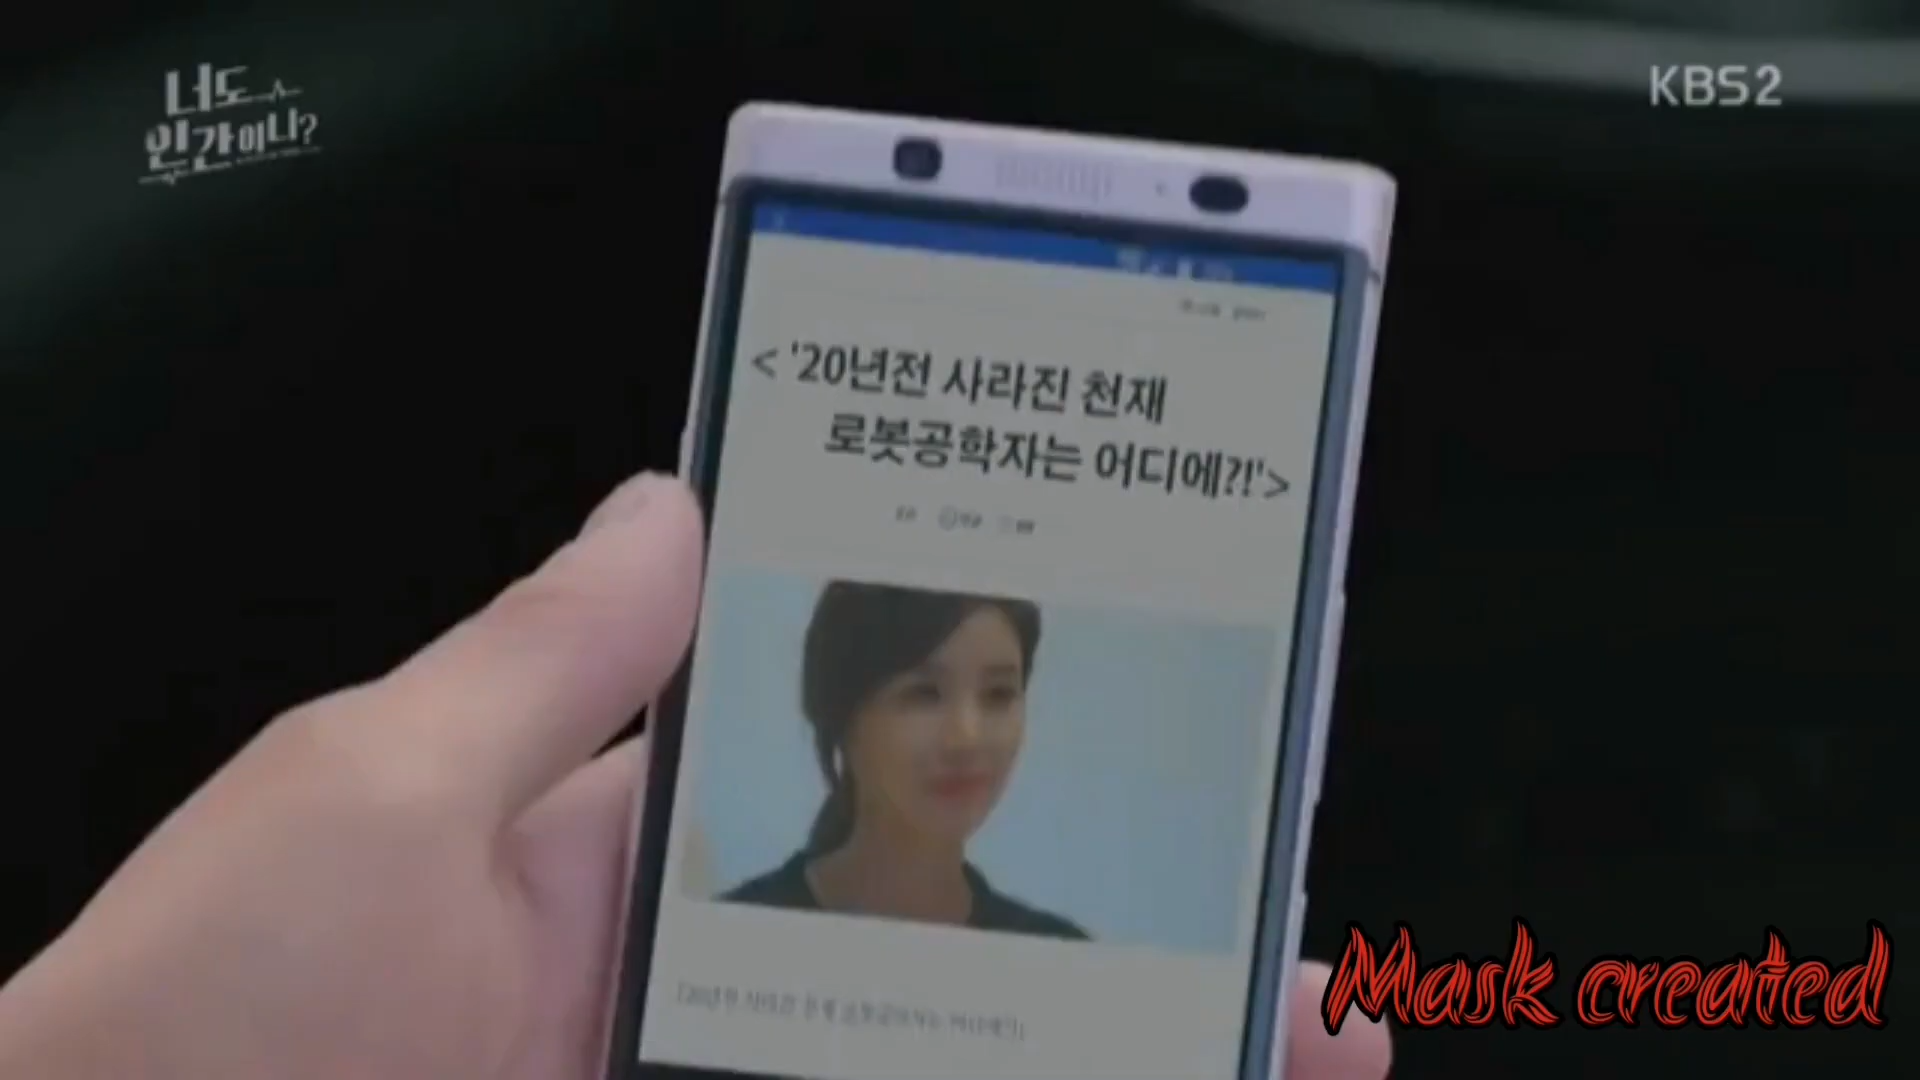 너도
인간이니?
KBS2
< '20년전 사라진 천재
로봇공학자는 어디에?!'>
Mask created